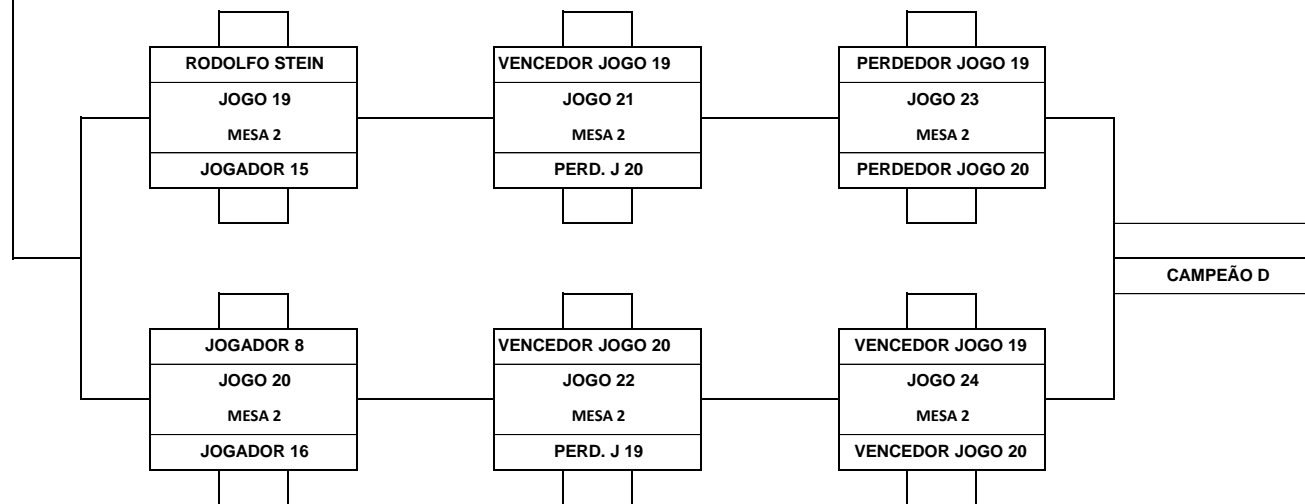 RODOLFO STEIN
JOGO 19
MESA 2
JOGADOR 15
VENCEDOR JOGO 19
JOGO 21
MESA 2
PERD. J 20
PERDEDOR JOGO 19
JOGO 23
MESA 2
PERDEDOR JOGO 20
CAMPEÃO D
JOGADOR 8
JOGO 20
MESA 2
JOGADOR 16
VENCEDOR JOGO 20
JOGO 22
MESA 2
PERD. J 19
VENCEDOR JOGO 19
JOGO 24
MESA 2
VENCEDOR JOGO 20